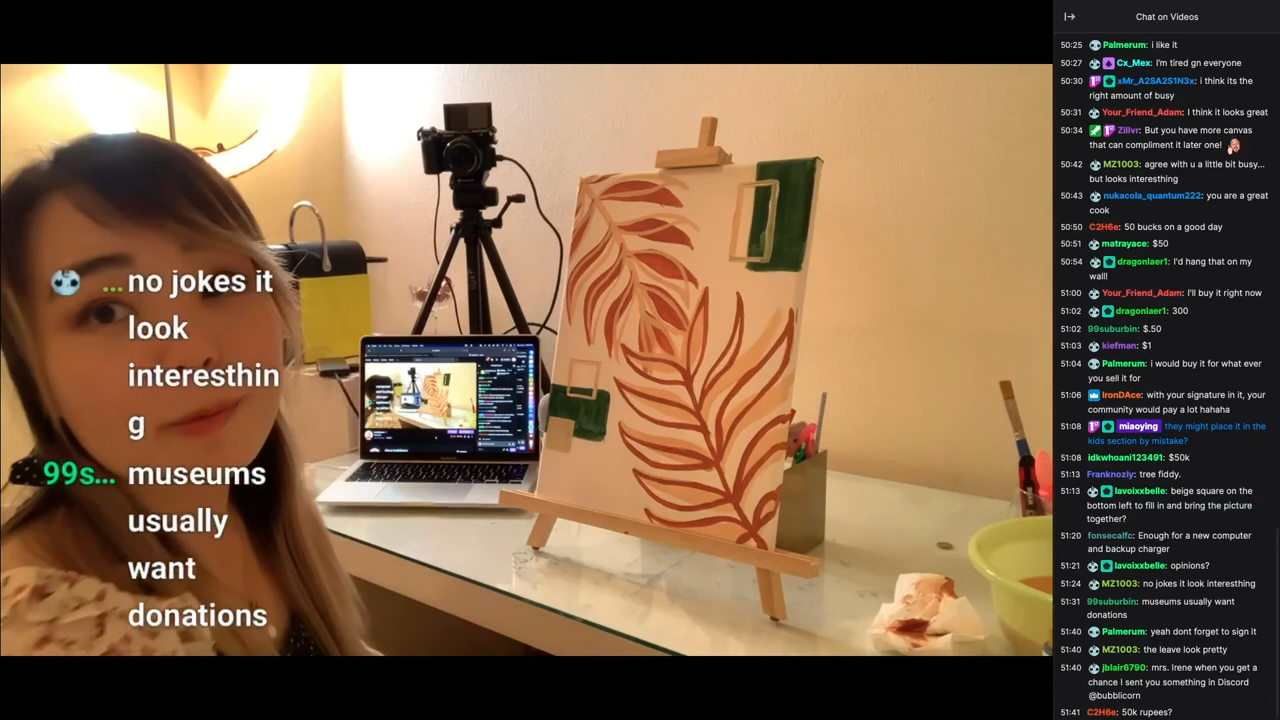 no jokes it
look
interesthin
g
99s... museums
usually
want
donations
Chat on Videos
50:25 Palmerum: i like it
50:27 Cx_Mex: I'm tired gn everyone
50:30 xMr_A2SA2S1N3x: i think its the
right amount of busy
50:31 Your_Friend_Adam: I think it looks great
50:34 Zillvr: But you have more canvas
that can compliment it later one!
50:42 MZ1003: agree with u a little bit busy...
but looks interesthing
50:43 nukacola_quantum222: you are a great
cook
50:50 C2H6e: 50 bucks on a good day
50:51 matrayace: $50
50:54 dragonlaer1: I'd hang that on my
wall!
51:00 Your_Friend_Adam: I'll buy it right now
51:02 dragonlaer1: 300
51:02 99suburbin: $.50
51:03 kiefman: $1
51:04 Palmerum: i would buy it for what ever
you sell it for
51:06 IronDAce: with your signature in it, your
community would pay a lot hahaha
51:08 miaoying they might place it in the
kids section by mistake?
51:08 idkwhoani123491: $50k
51:13 Franknoziy: tree fiddy.
51:13 lavoixxbelle: beige square on the
bottom left to fill in and bring the picture
together?
51:20 fonsecalfc: Enough for a new computer
and backup charger
51:21 lavoixxbelle: opinions?
51:24 MZ1003: no jokes it look interesthing
51:31 99suburbin: museums usually want
donations
51:40 Palmerum: yeah dont forget to sign it
51:40 MZ1003: the leave look pretty
51:40 jblair6790: mrs. Irene when you get a
chance I sent you something in Discord
@bubblicorn
51:41 C2H6e: 50k rupees?